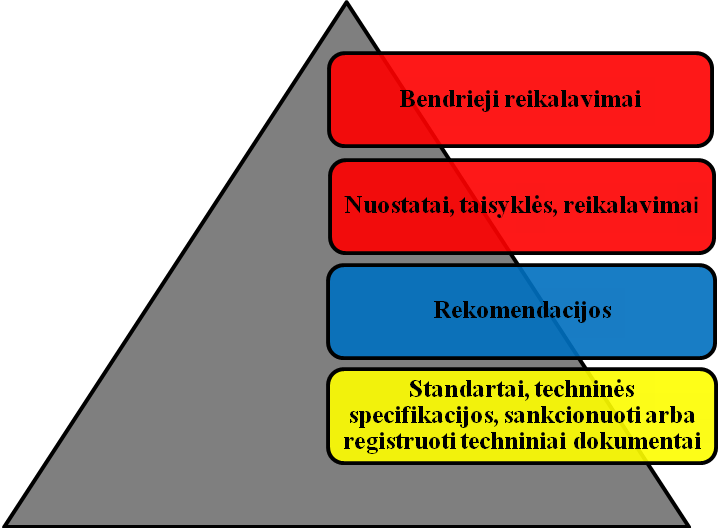 Bendrieji reikalavimai
Nuostatai, taisyklės, reikalavimai
Rekomendacijos
Standartai, techninės
specifikacijos, sankcionuoti arba
registruoti techniniai dokumentai